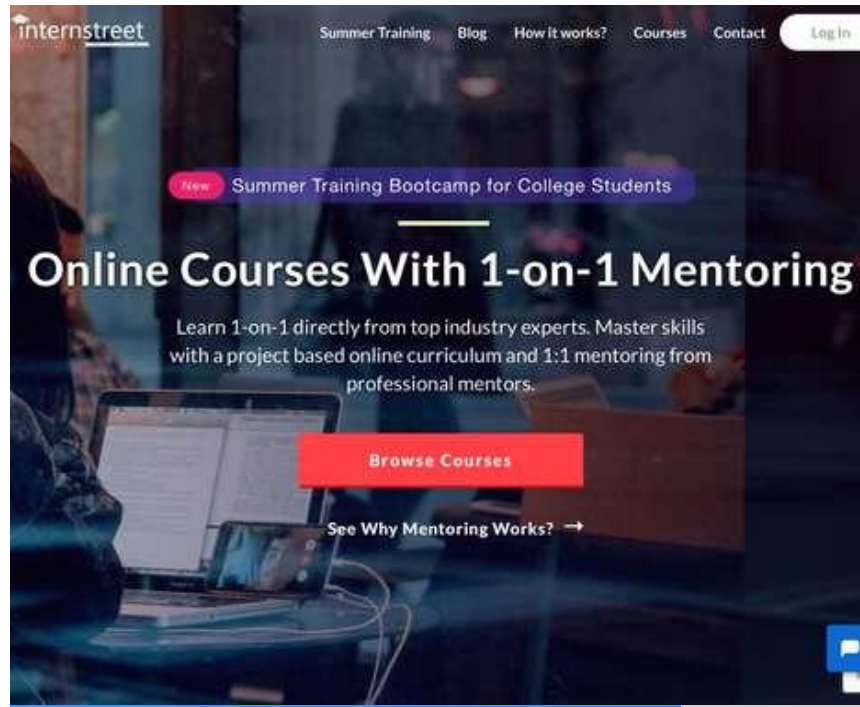 internstreet
Summer Training Blog How it works? Courses Contact Log In
New Summer Training Bootcamp for College Students
Online Courses With 1-on-1 Mentoring
Learn 1-on-1 directly from top industry experts. Master skills
with a project based online curriculum and 1:1 mentoring from
professional mentors.
Browse Courses
See Why Mentoring Works? →